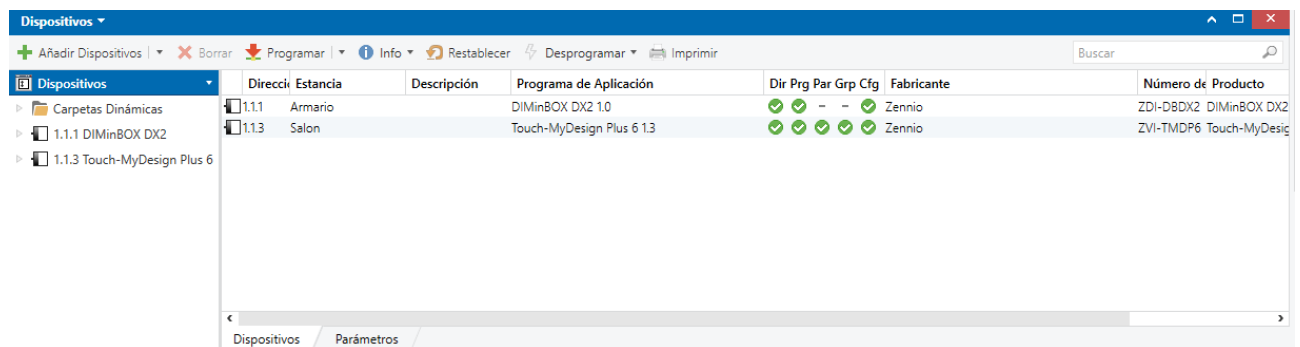 Dispositivos
Añadir Dispositivos Borrar Programar Info Restablecer Desprogramar Imprimir Buscar
Dispositivos
Carpetas Dinámicas
1.1.1 DIMinBOX DX2
1.1.3 Touch-MyDesign Plus 6
Direcci Estancia Descripción Programa de Aplicación Dir Prg Par Grp Cfg Fabricante Número de Producto
1.1.1 Armario DIMinBOX DX2 1.0 - - Zennio ZDI-DBDX2 DIMinBOX DX2
1.1.3 Salon Touch-MyDesign Plus 6 1.3 Zennio ZVI-TMDP6 Touch-MyDesig
Dispositivos Parámetros